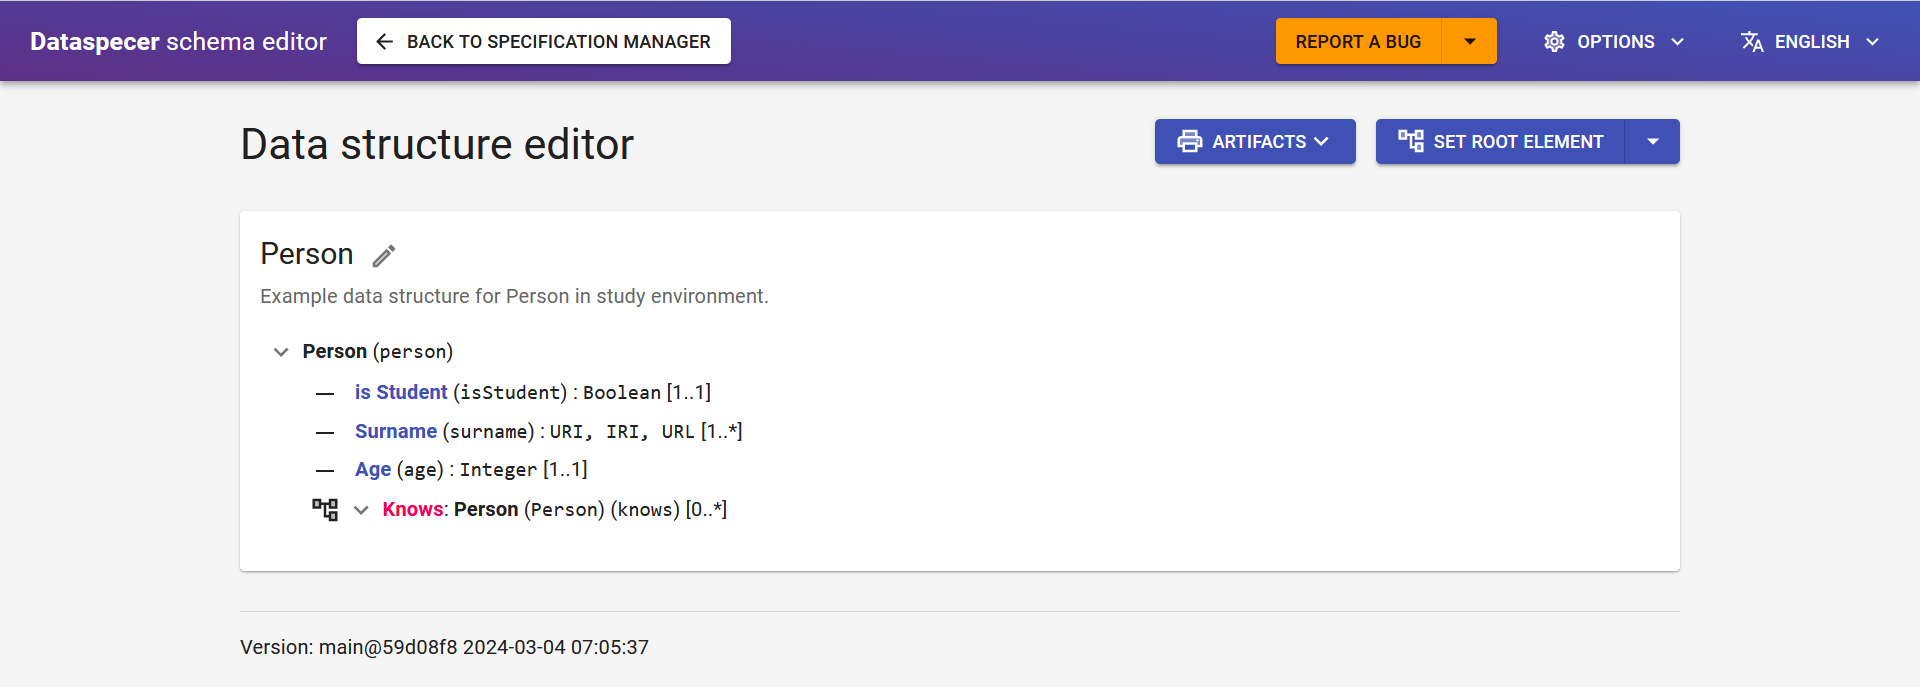 Dataspecer schema editor BACK TO SPECIFICATION MANAGER REPORT A BUG OPTIONS ENGLISH
Data structure editor ARTIFACTS SET ROOT ELEMENT
Person
Example data structure for Person in study environment.
Person (person)
is Student (isStudent) : Boolean [1..1]
Surname (surname) : URI, IRI, URL [1..*]
Age (age) : Integer [1..1]
Knows: Person (Person) (knows) [0..*]
Version: main@59d08f8 2024-03-04 07:05:37